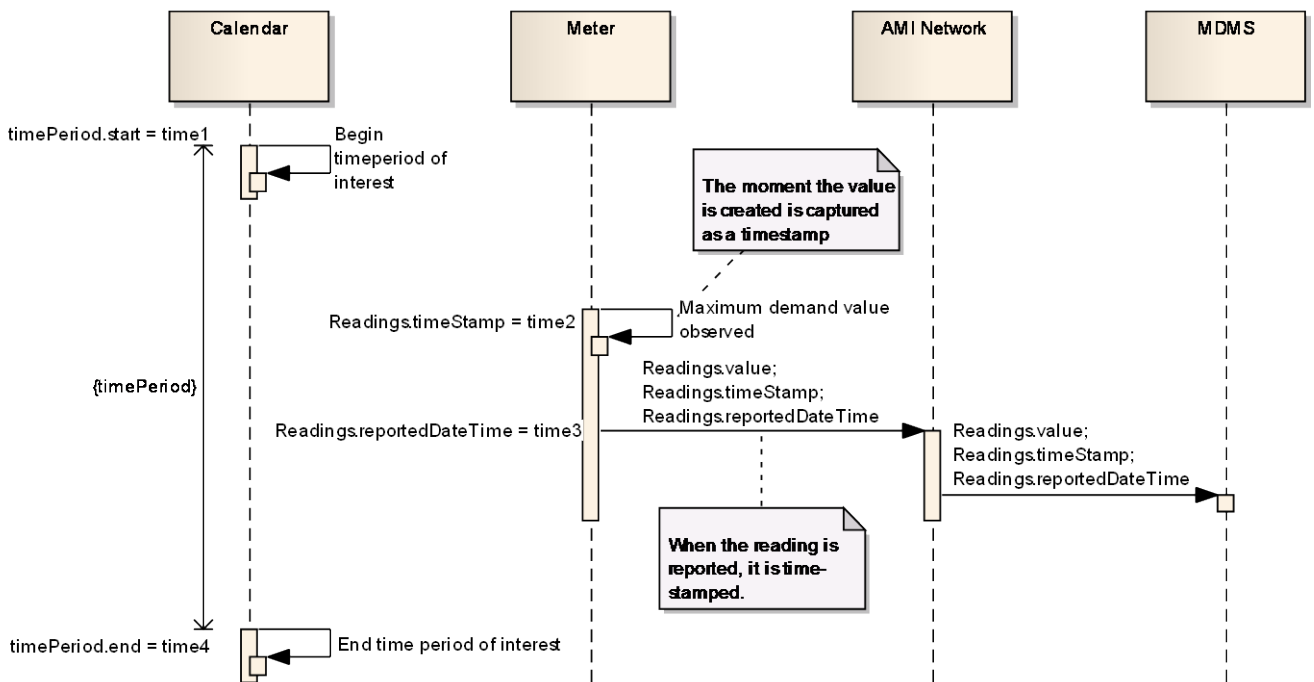 Calendar
Meter
AMI Network
MDMS
timePeriod.start = time1
Begin
timeperiod of
interest
The moment the value
is created is captured
as a timestamp
Readings.timeStamp = time2
Maximum demand value
observed
{timePeriod}
Readings.value;
Readings.timeStamp;
Readings.reportedDateTime
Readings.reportedDateTime = time3
Readings.value;
Readings.timeStamp;
Readings.reportedDateTime
When the reading is
reported, it is time-
stamped.
timePeriod.end = time4
End time period of interest